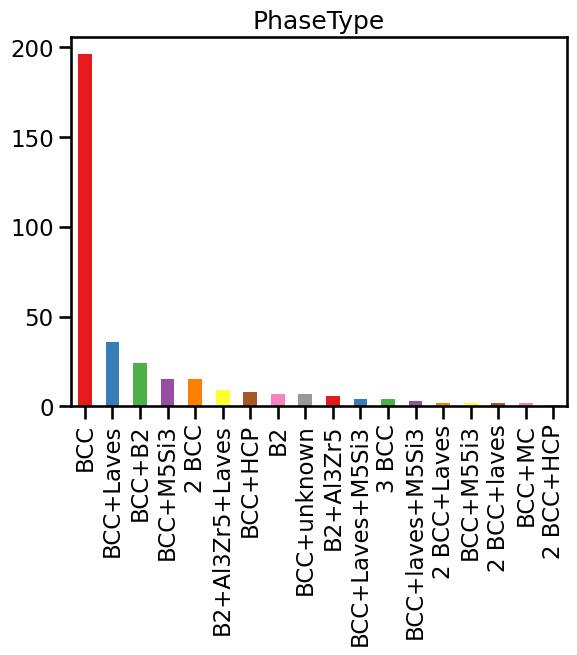 PhaseType
200
150
100
50
0
BCC
BCC+Laves
BCC+B2
BCC+M5Si3
2 BCC
B2+Al3Zr5+Laves
BCC+HCP
B2
BCC+unknown
B2+Al3Zr5
BCC+Laves+M5Si3
3 BCC
BCC+laves+M5Si3
2 BCC+Laves
BCC+M55i3
2 BCC+laves
BCC+MC
2 BCC+HCP